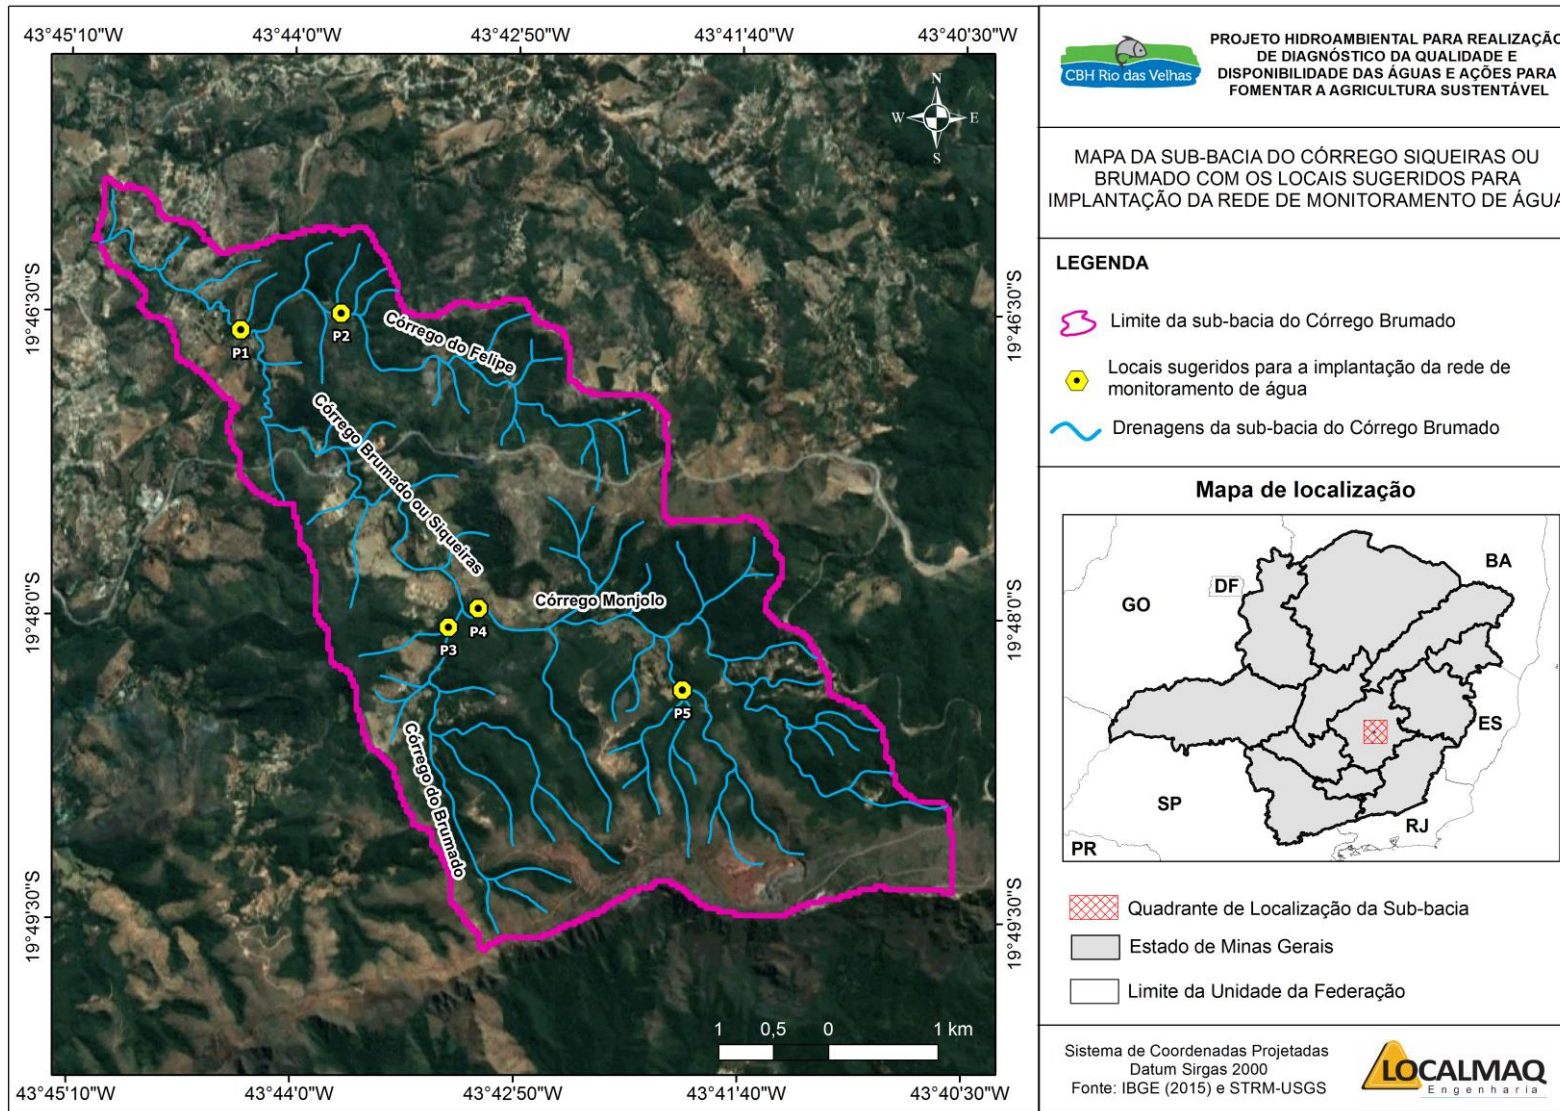 43°45'10"W
43°44'0"W
43°42'50"W
43°41'40"W
43°40'30"W
N
W
E
S
19°46'30"S
19°46'30"S
P1
P2
Córrego do Felipe
Córrego Brumado ou Siqueiras
19°48'0"S
19°48'0"S
Córrego Monjolo
P4
P3
P5
Córrego do Brumado
19°49'30"S
19°49'30"S
1
0,5
0
1 km
43°45'10"W
43°44'0"W
43°42'50"W
43°41'40"W
43°40'30"W
CBH Rio das Velhas
PROJETO HIDROAMBIENTAL PARA REALIZAÇÃO
DE DIAGNÓSTICO DA QUALIDADE E
DISPONIBILIDADE DAS ÁGUAS E AÇÕES PARA
FOMENTAR A AGRICULTURA SUSTENTÁVEL
MAPA DA SUB-BACIA DO CÓRREGO SIQUEIRAS OU
BRUMADO COM OS LOCAIS SUGERIDOS PARA
IMPLANTAÇÃO DA REDE DE MONITORAMENTO DE ÁGUA
LEGENDA
Limite da sub-bacia do Córrego Brumado
Locais sugeridos para a implantação da rede de
monitoramento de água
Drenagens da sub-bacia do Córrego Brumado
Mapa de localização
BA
DF
GO
ES
SP
RJ
PR
Quadrante de Localização da Sub-bacia
Estado de Minas Gerais
Limite da Unidade da Federação
Sistema de Coordenadas Projetadas
Datum Sirgas 2000
Fonte: IBGE (2015) e STRM-USGS
LOCALMAQ
Engenharia